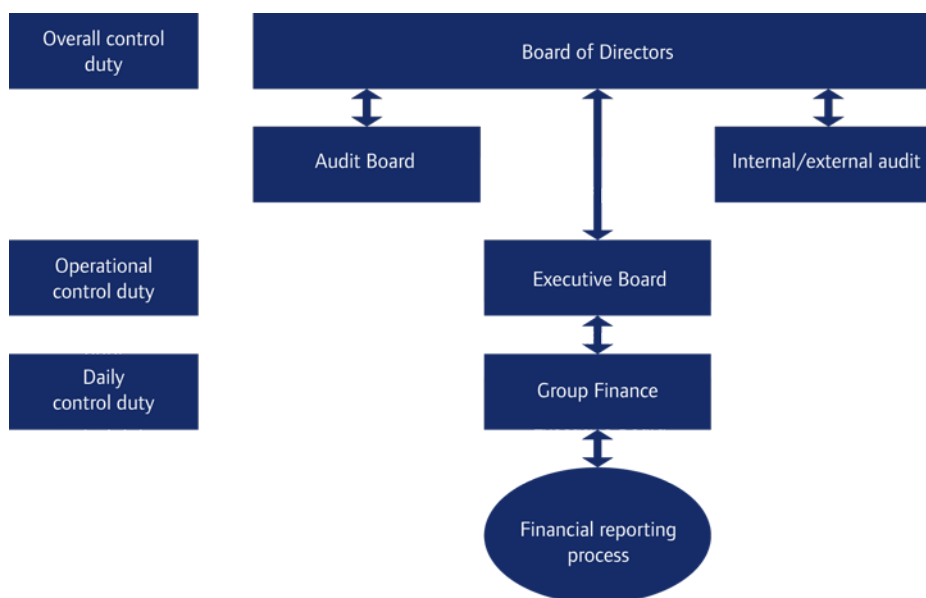 Overall control
duty
Board of Directors
Audit Board
Internal/external audit
Operational
control duty
Executive Board
Daily
control duty
Group Finance
Financial reporting
process